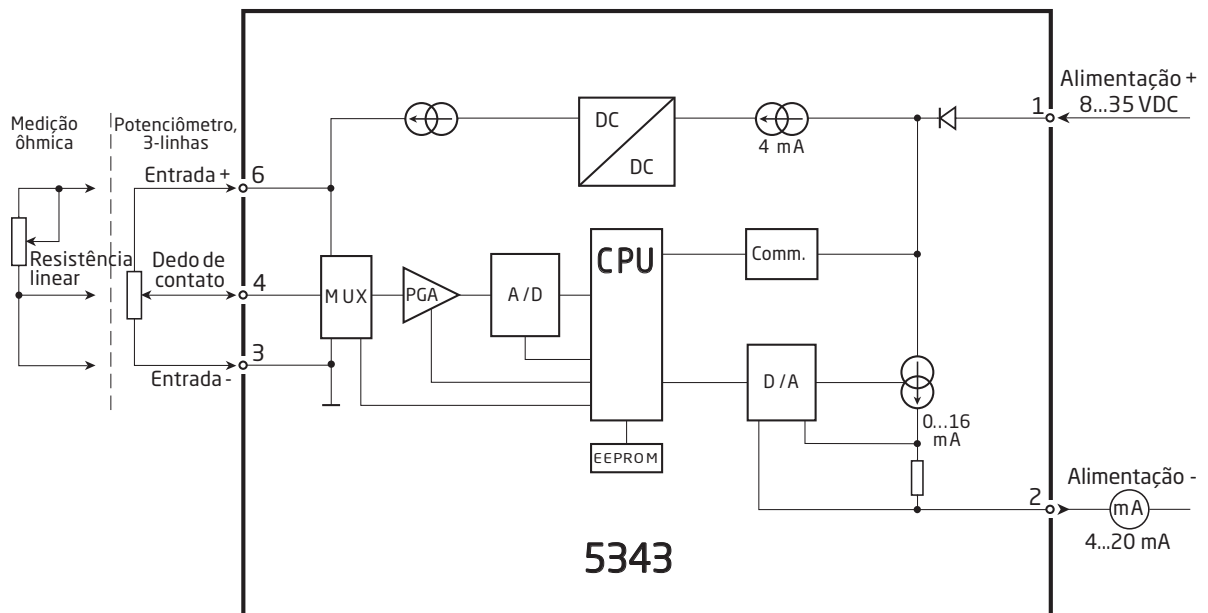 Medição
ôhmica
Potenciômetro,
3-linhas
Entrada +
6
Resistência
linear
Dedo de
contato
4
3
Entrada -
DC
DC
4 mA
1
Alimentação +
8...35 VDC
MUX
PGA
A/D
CPU
Comm.
D/A
0...16
mA
EEPROM
2
Alimentação -
mA
4...20 mA
5343